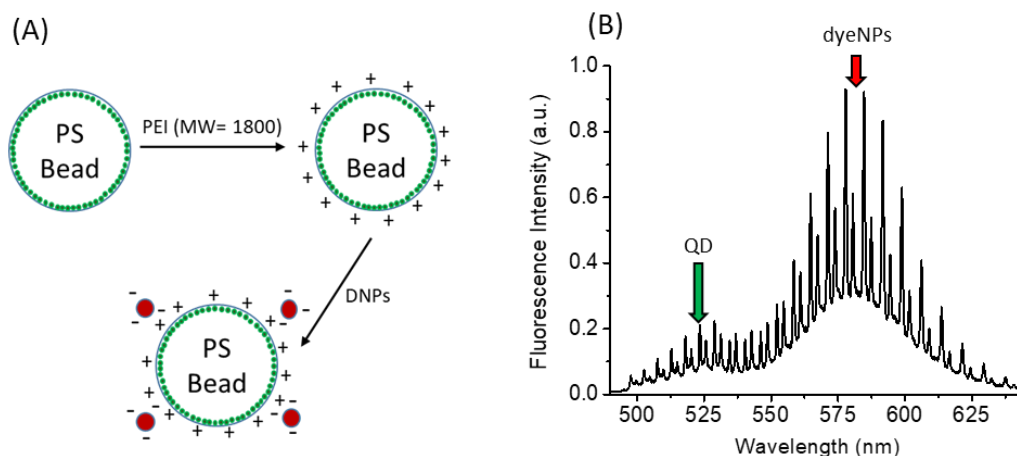 (A)
PS
Bead
PEI (MW= 1800)
+ + + + + + + + + + + + + +
PS
Bead
DNPs
- - - - - - - - - - -
+ + + + + + + + + + + + + +
PS
Bead
(B)
dyeNPs
QD
Fluorescence Intensity (a.u.)
1.0
0.8
0.6
0.4
0.2
0.0
500 525 550 575 600 625
Wavelength (nm)